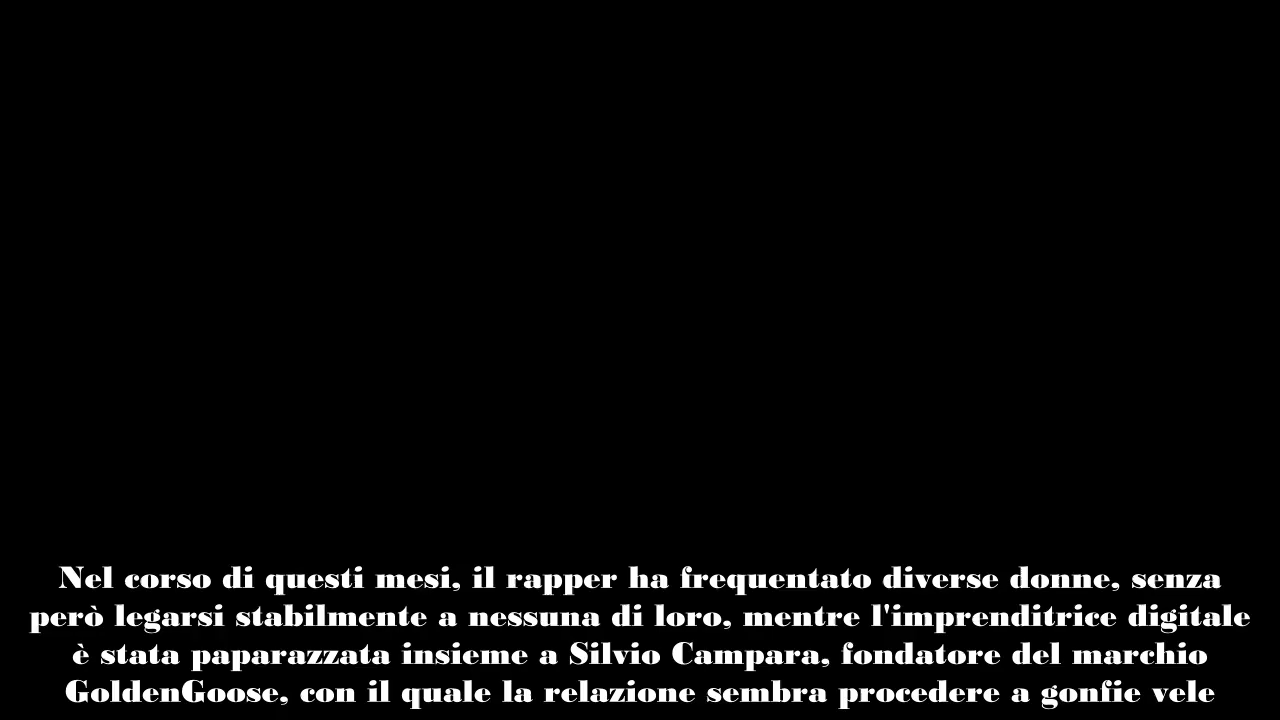 Nel corso di questi mesi, il rapper ha frequentato diverse donne, senza
però legarsi stabilmente a nessuna di loro, mentre l'imprenditrice digitale
è stata paparazzata insieme a Silvio Campara, fondatore del marchio
GoldenGoose, con il quale la relazione sembra procedere a gonfie vele